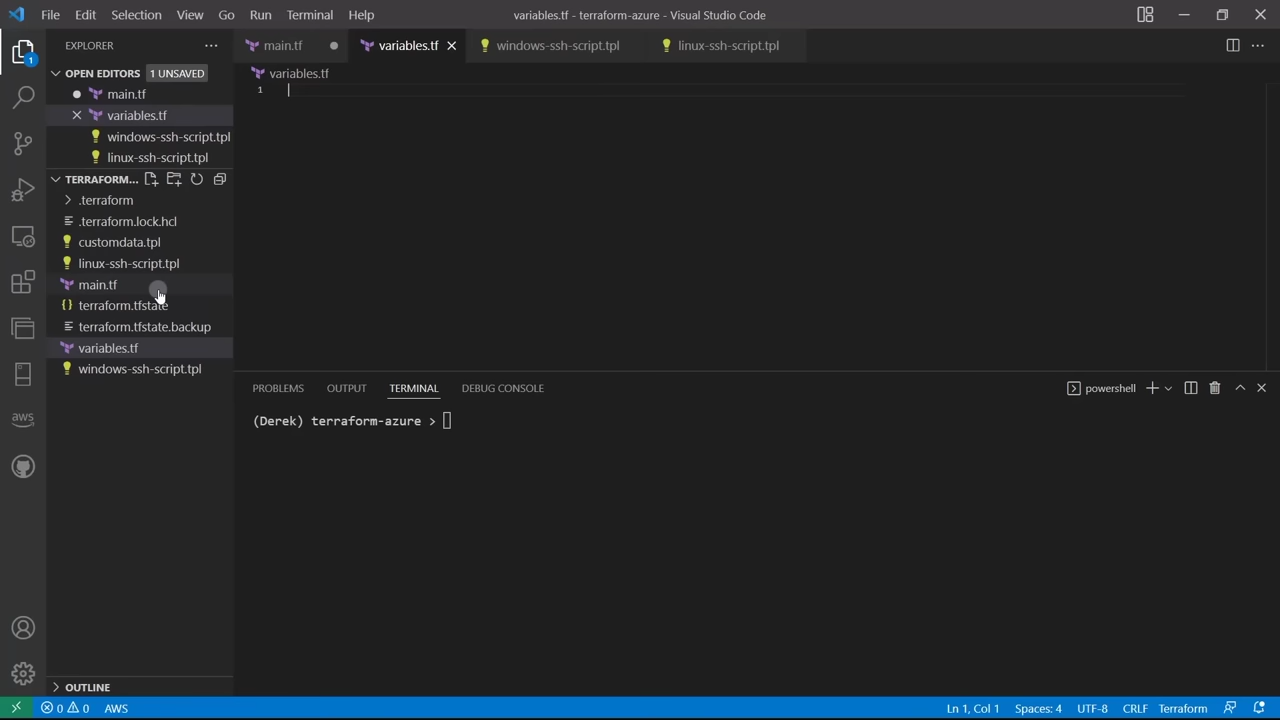 File Edit Selection View Go Run Terminal Help
variables.tf - terraform-azure - Visual Studio Code
EXPLORER
main.tf
variables.tf
windows-ssh-script.tpl
linux-ssh-script.tpl
OPEN EDITORS 1 UNSAVED
main.tf
variables.tf
windows-ssh-script.tpl
linux-ssh-script.tpl
TERRAFORM...
.terraform
.terraform.lock.hcl
customdata.tpl
linux-ssh-script.tpl
main.tf
terraform.tfstate
terraform.tfstate.backup
variables.tf
windows-ssh-script.tpl
OUTLINE
1
aws
variables.tf
1
PROBLEMS OUTPUT TERMINAL DEBUG CONSOLE
powershell
(Derek) terraform-azure >
0 0 AWS
Ln 1, Col 1 Spaces: 4 UTF-8 CRLF Terraform